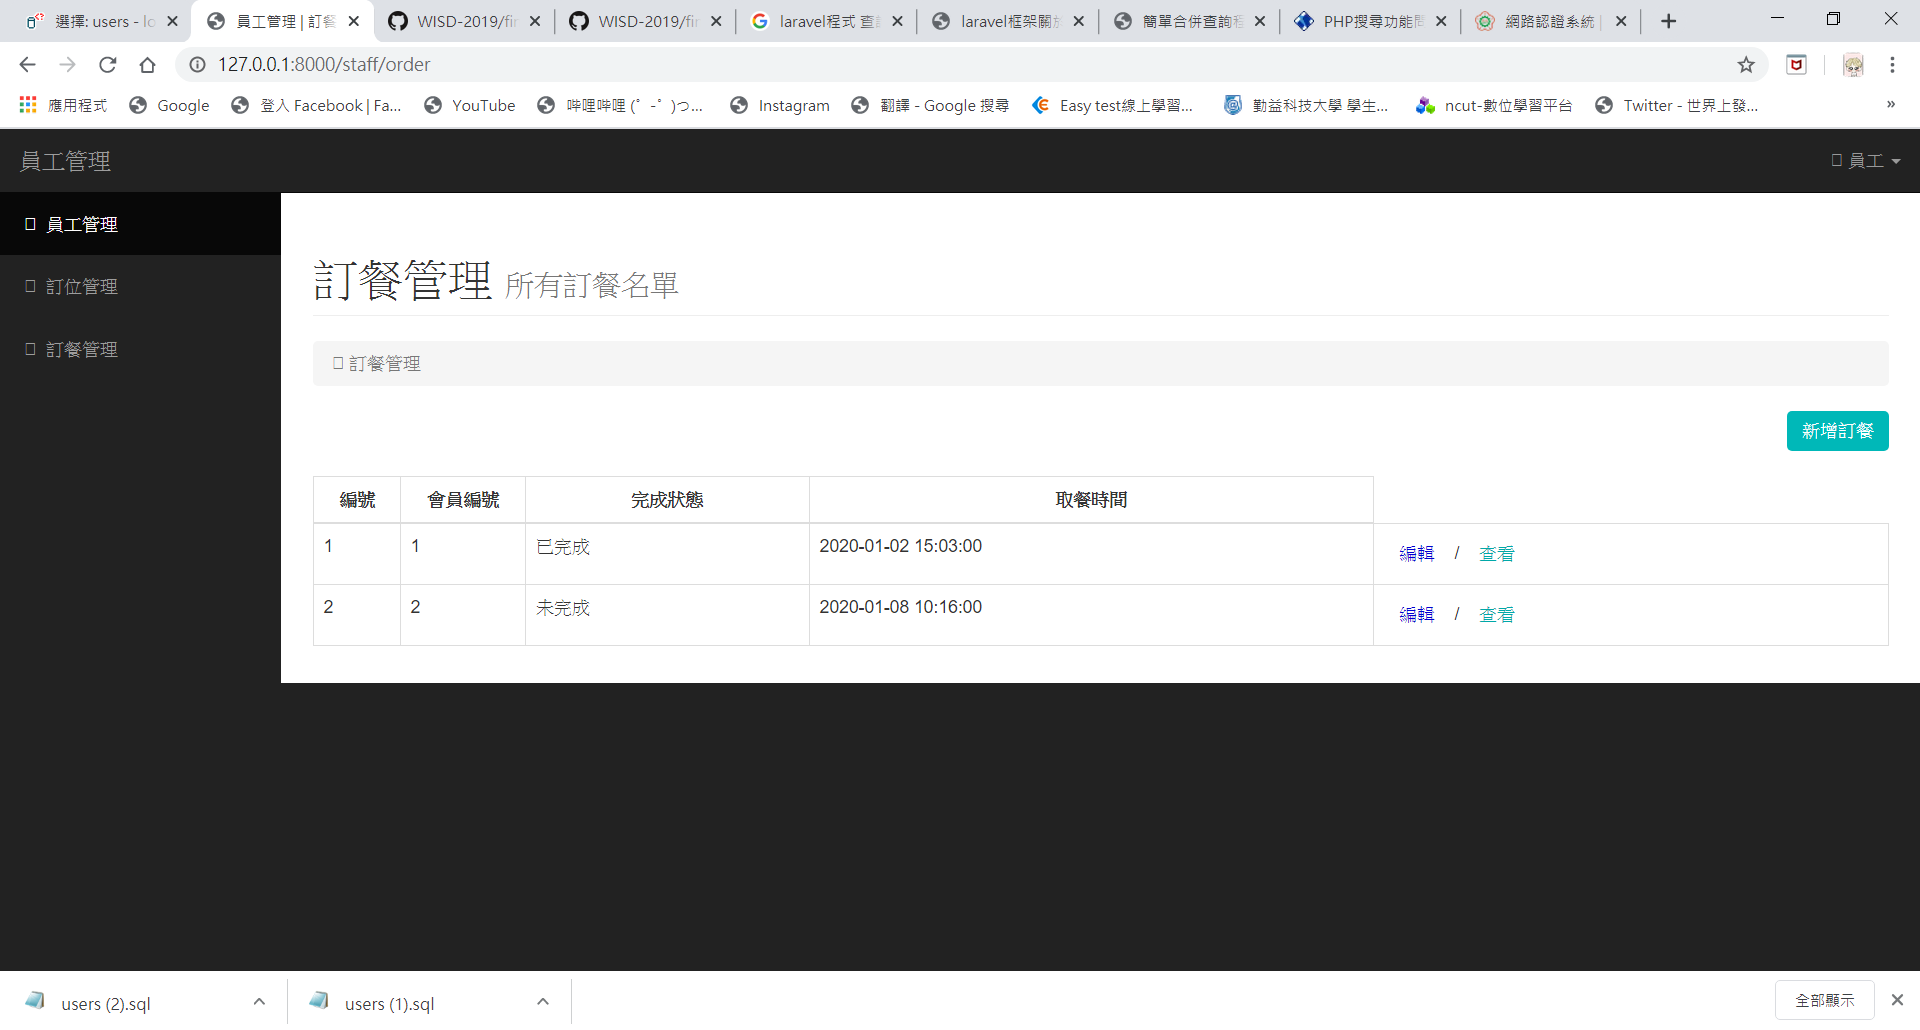 選擇: users - lo
員工管理 | 訂餐
WISD-2019/fin
WISD-2019/fin
laravel程式 查
laravel框架關於
簡單合併查詢程
PHP搜尋功能問
網路認證系統 |
127.0.0.1:8000/staff/order
應用程式
Google
登入 Facebook | Fa...
YouTube
哔哩哔哩 (゜-゜)つ...
Instagram
翻譯 - Google 搜尋
Easy test線上學習...
勤益科技大學 學生...
ncut-數位學習平台
Twitter - 世界上發...
»
員工管理
員工
員工管理
訂位管理
訂餐管理
訂餐管理 所有訂餐名單
訂餐管理
新增訂餐
編號 會員編號 完成狀態 取餐時間
1 1 已完成 2020-01-02 15:03:00 編輯 / 查看
2 2 未完成 2020-01-08 10:16:00 編輯 / 查看
users (2).sql
users (1).sql
全部顯示